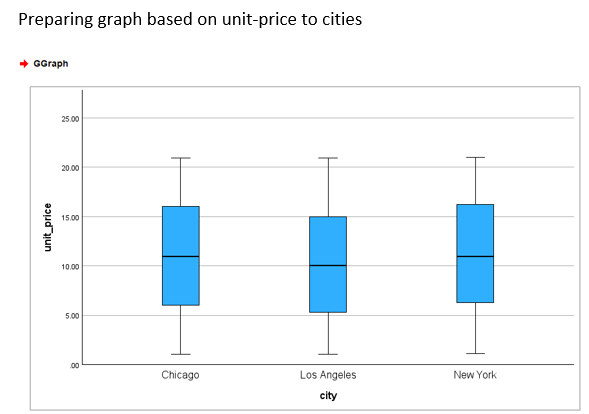 Preparing graph based on unit-price to cities
GGraph
25.00
20.00
15.00
10.00
5.00
.00
unit_price
Chicago Los Angeles New York
city